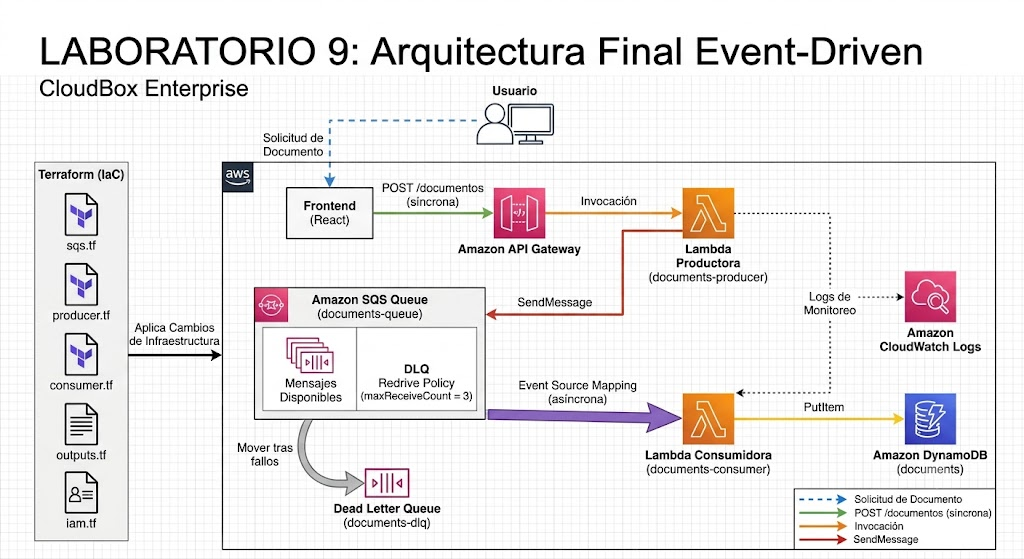 LABORATORIO 9: Arquitectura Final Event-Driven
CloudBox Enterprise
Usuario
Solicitud de
Documento
Terraform (IaC)
sqs.tf
producer.tf
consumer.tf
outputs.tf
iam.tf
Aplica Cambios
de Infraestructura
aws
Frontend
(React)
POST /documentos
(síncrona)
Amazon API Gateway
Invocación
Lambda
Productora
(documents-producer)
SendMessage
Logs de
Monitoreo
Amazon
CloudWatch Logs
Amazon SQS Queue
(documents-queue)
Mensajes
Disponibles
DLQ
Redrive Policy
(maxReceiveCount = 3)
Event Source Mapping
(asíncrona)
Lambda Consumidora
(documents-consumer)
PutItem
Amazon DynamoDB
(documents)
Mover tras
fallos
Dead Letter Queue
(documents-dlq)
Solicitud de Documento
POST /documentos (síncrona)
Invocación
SendMessage